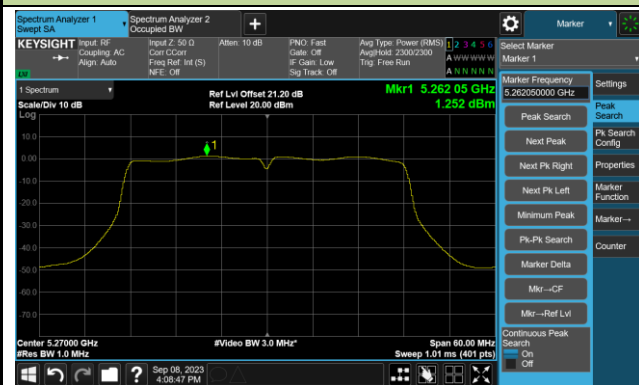 Spectrum Analyzer 1
Swept SA
Spectrum Analyzer 2
Occupied BW
+
Marker
KEYSIGHT
Input: RF
Coupling: AC
Align: Auto
Input Z: 50 Ω
Corr CCorr
Freq Ref: Int (S)
NFE: Off
Atten: 10 dB
PNO: Fast
Gate: Off
IF Gain: Low
Sig Track: Off
Avg Type: Power (RMS)
Avg|Hold: 2300/2300
Trig: Free Run
1 2 3 4 5 6
A W W W W W
A N N N N N
Select Marker
Marker 1
1 Spectrum
Scale/Div 10 dB
Log
Ref Lvl Offset 21.20 dB
Ref Level 20.00 dBm
Mkr1 5.262 05 GHz
1.252 dBm
10.0
0.00
-10.0
-20.0
-30.0
-40.0
-50.0
-60.0
-70.0
1
Center 5.27000 GHz
#Res BW 1.0 MHz
#Video BW 3.0 MHz*
Span 60.00 MHz
Sweep 1.01 ms (401 pts)
Marker Frequency
5.262050000 GHz
Peak Search
Next Peak
Next Pk Right
Next Pk Left
Minimum Peak
Pk-Pk Search
Marker Delta
Mkr→CF
Mkr→Ref Lvl
Continuous Peak
Search
On
Off
Settings
Peak
Search
Pk Search
Config
Properties
Marker
Function
Marker→
Counter
?
Sep 08, 2023
4:08:47 PM